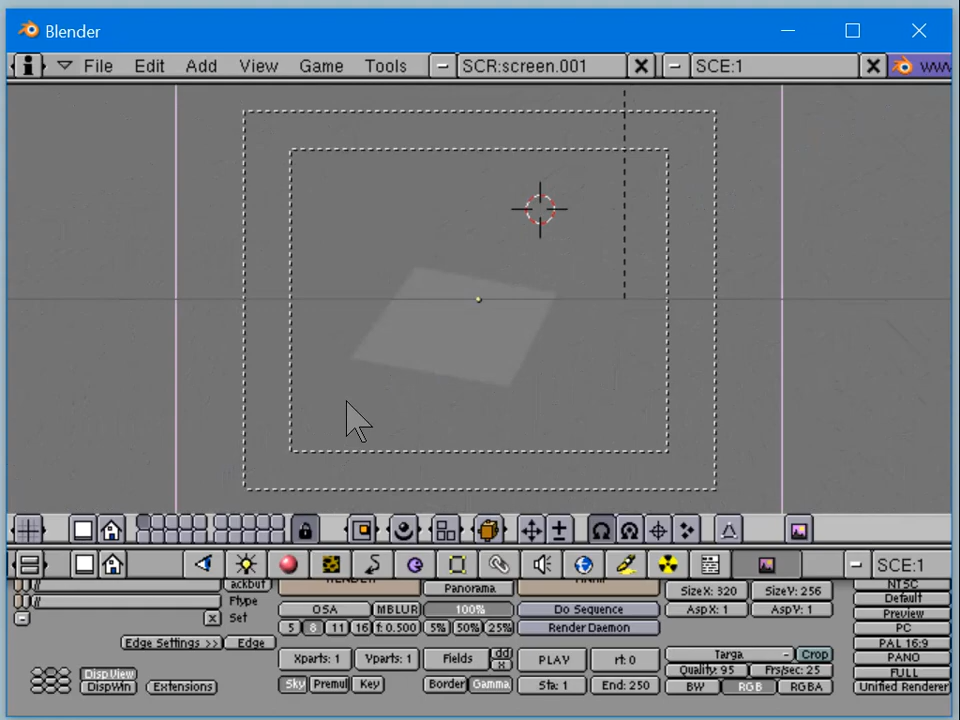 Blender
File Edit Add View Game Tools SCR:screen.001 SCE:1
SCE:1
Panorama
SizeX: 320 SizeY: 256
NTSC
Default
Preview
PC
PAL 16:9
PANO
FULL
Unified Renderer
Ftype
Set
OSA MBLUR 100% Do Sequence AspX: 1 AspY: 1
5 8 11 16 f: 0.500 5% 50% 25% Render Daemon
Edge Settings >> Edge
Xparts: 1 Yparts: 1 Fields dd x PLAY rt: 0 Targa Crop
Quality: 95 Frs/sec: 25
DispView
DispWin Extensions
Sky Premul Key Border Gamma Sta: 1 End: 250 BW RGB RGBA